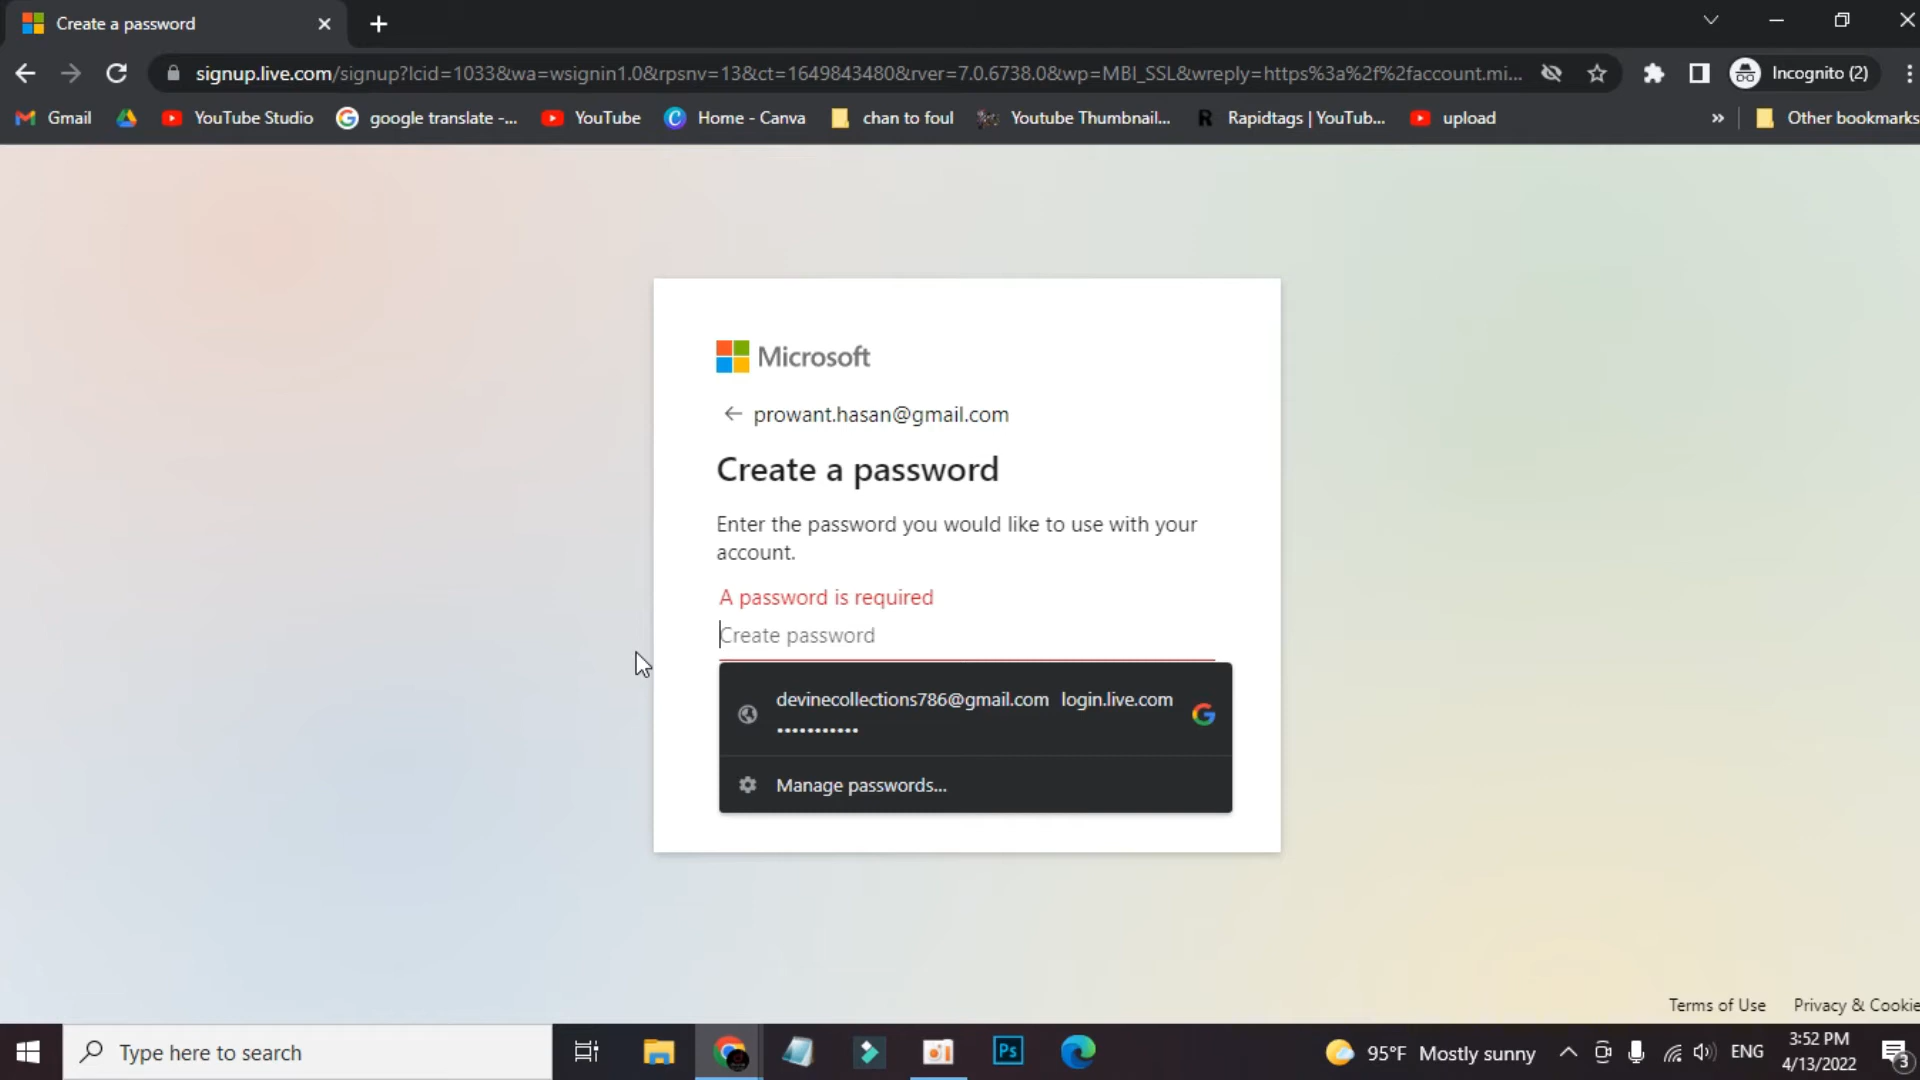 Create a password
signup.live.com/signup?lcid=1033&wa=wsignin1.0&rpsnv=13&ct=1649843480&rver=7.0.6738.0&wp=MBI_SSL&wreply=https%3a%2f%2faccount.mi...
Incognito (2)
Gmail YouTube Studio google translate -... YouTube Home - Canva chan to foul Youtube Thumbnail... Rapidtags | YouTub... upload » Other bookmarks
Microsoft
prowant.hasan@gmail.com
Create a password
Enter the password you would like to use with your
account.
A password is required
Create password
devinecollections786@gmail.com login.live.com
•••••••••••
Manage passwords...
Terms of Use Privacy & Cookie
Type here to search
Ps
95°F Mostly sunny
ENG
3:52 PM
4/13/2022
3